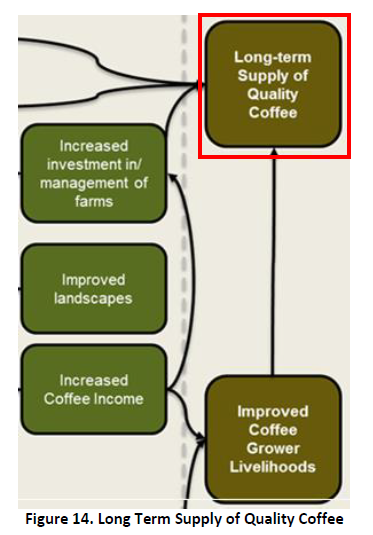 Long-term
Supply of
Quality
Coffee
Increased
investment in/
management of
farms
Improved
landscapes
Increased
Coffee Income
Improved
Coffee
Grower
Livelihoods
Figure 14. Long Term Supply of Quality Coffee